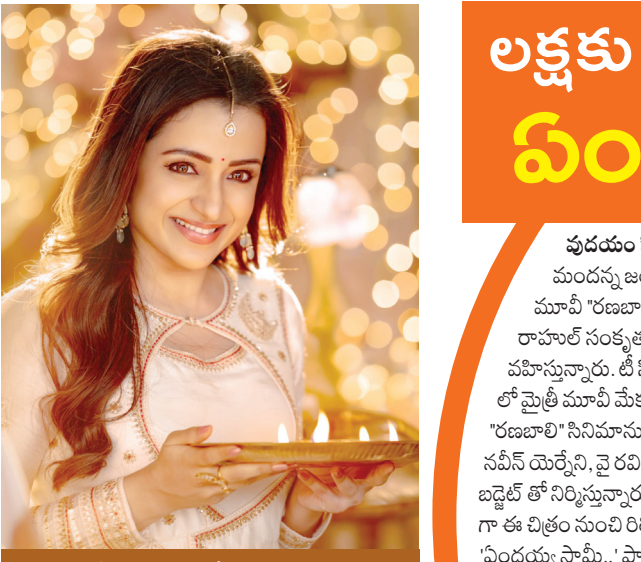 లక్షకు
ఏం
వుదయం
మందన్న జం
మూవీ "రణబా
రాహుల్ సంకృత
వహిస్తున్నారు. టీ
లో మైత్రీ మూవీ మేక
"రణబాలి" సినిమాను
నవీన్ యెర్నేని, వై రవి
బడ్జెట్ తో నిర్మిస్తున్నారు
గా ఈ చిత్రం నుంచి రి
'ఏందయ్య సామీ..' పా